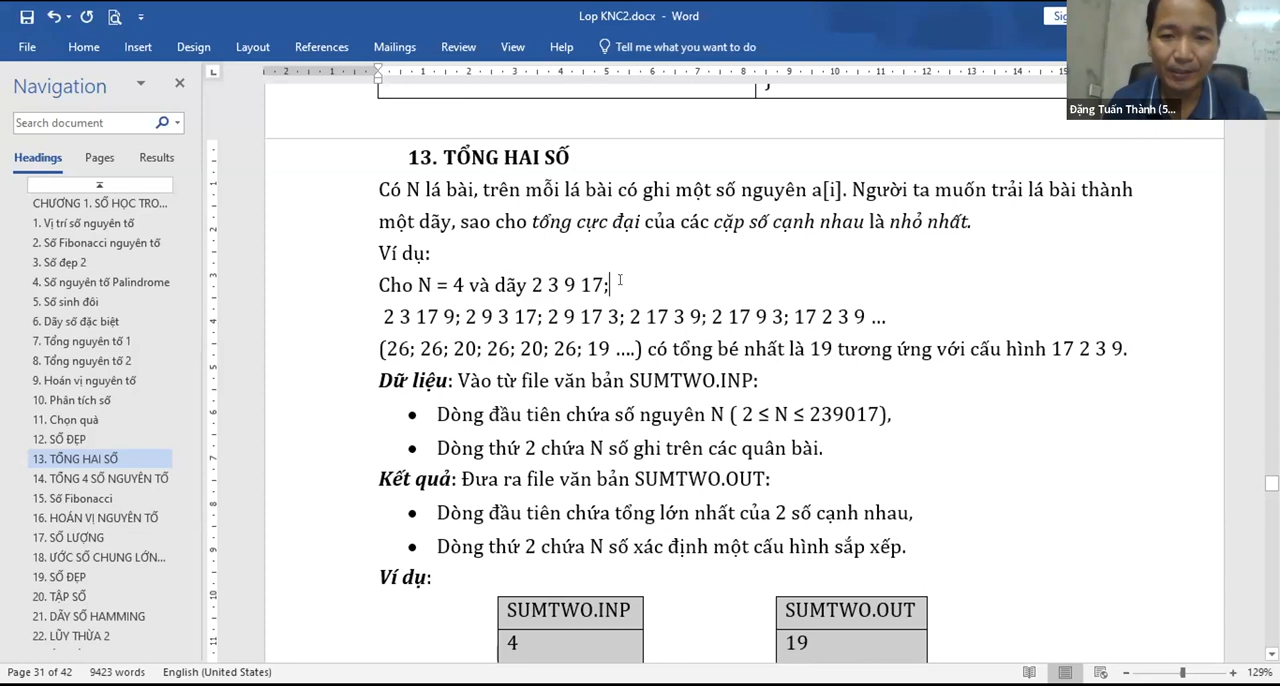 Lop KNC2.docx - Word
File Home Insert Design Layout References Mailings Review View Help Tell me what you want to do
Đặng Tuấn Thành (5...
Navigation
Search document
Headings Pages Results
CHƯƠNG 1. SỐ HỌC TRO...
1. Vị trí số nguyên tố
2. Số Fibonacci nguyên tố
3. Số đẹp 2
4. Số nguyên tố Palindrome
5. Số sinh đôi
6. Dãy số đặc biệt
7. Tổng nguyên tố 1
8. Tổng nguyên tố 2
9. Hoán vị nguyên tố
10. Phân tích số
11. Chọn quà
12. SỐ ĐẸP
13. TỔNG HAI SỐ
14. TỔNG 4 SỐ NGUYÊN TỐ
15. Số Fibonacci
16. HOÁN VỊ NGUYÊN TỐ
17. SỐ LƯỢNG
18. ƯỚC SỐ CHUNG LỚN...
19. SỐ ĐẸP
20. TẬP SỐ
21. DÃY SỐ HAMMING
22. LŨY THỪA 2
13. TỔNG HAI SỐ
Có N lá bài, trên mỗi lá bài có ghi một số nguyên a[i]. Người ta muốn trải lá bài thành
một dãy, sao cho tổng cực đại của các cặp số cạnh nhau là nhỏ nhất.
Ví dụ:
Cho N = 4 và dãy 2 3 9 17;
2 3 17 9; 2 9 3 17; 2 9 17 3; 2 17 3 9; 2 17 9 3; 17 2 3 9 ...
(26; 26; 20; 26; 20; 26; 19 ....) có tổng bé nhất là 19 tương ứng với cấu hình 17 2 3 9.
Dữ liệu: Vào từ file văn bản SUMTWO.INP:
• Dòng đầu tiên chứa số nguyên N ( 2 ≤ N ≤ 239017),
• Dòng thứ 2 chứa N số ghi trên các quân bài.
Kết quả: Đưa ra file văn bản SUMTWO.OUT:
• Dòng đầu tiên chứa tổng lớn nhất của 2 số cạnh nhau,
• Dòng thứ 2 chứa N số xác định một cấu hình sắp xếp.
Ví dụ:
SUMTWO.INP SUMTWO.OUT
4 19
Page 31 of 42 9423 words English (United States) 129%